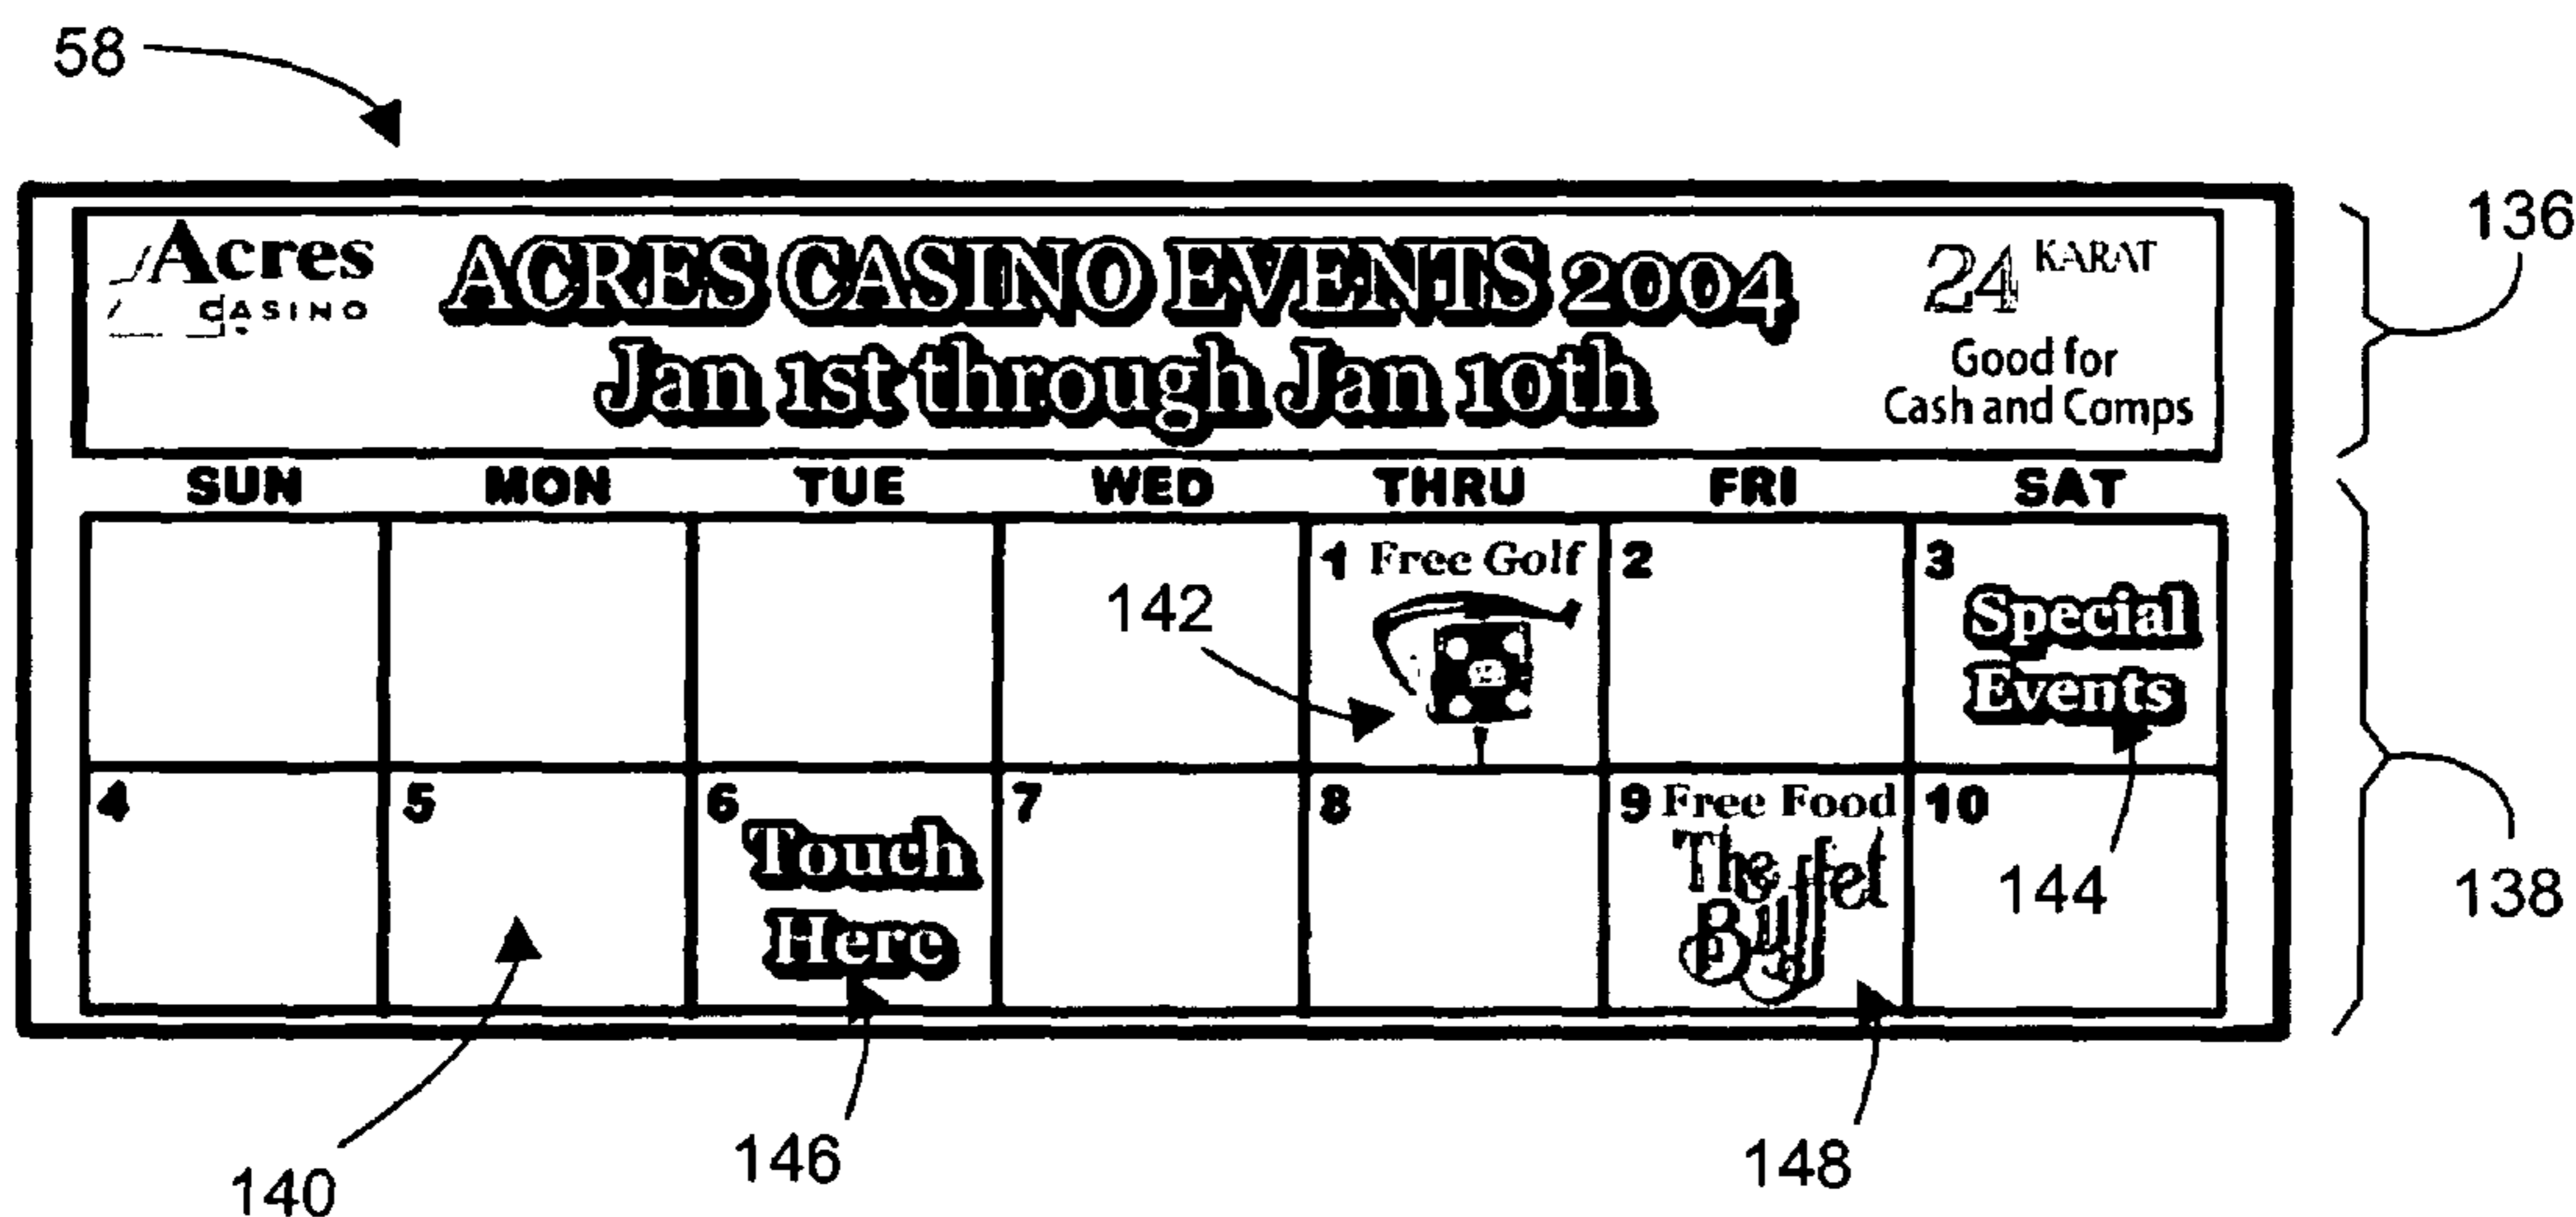 58
Acres
CASINO
ACRES CASINO EVENTS 2004
Jan 1st through Jan 10th
24 KARAT
Good for
Cash and Comps
136
SUN MON TUE WED THRU FRI SAT
1 Free Golf 2 3
Special
Events
142
4 5 6 7 8 9 Free Food 10
Touch
Here
The
Buffet
144
138
140
146
148